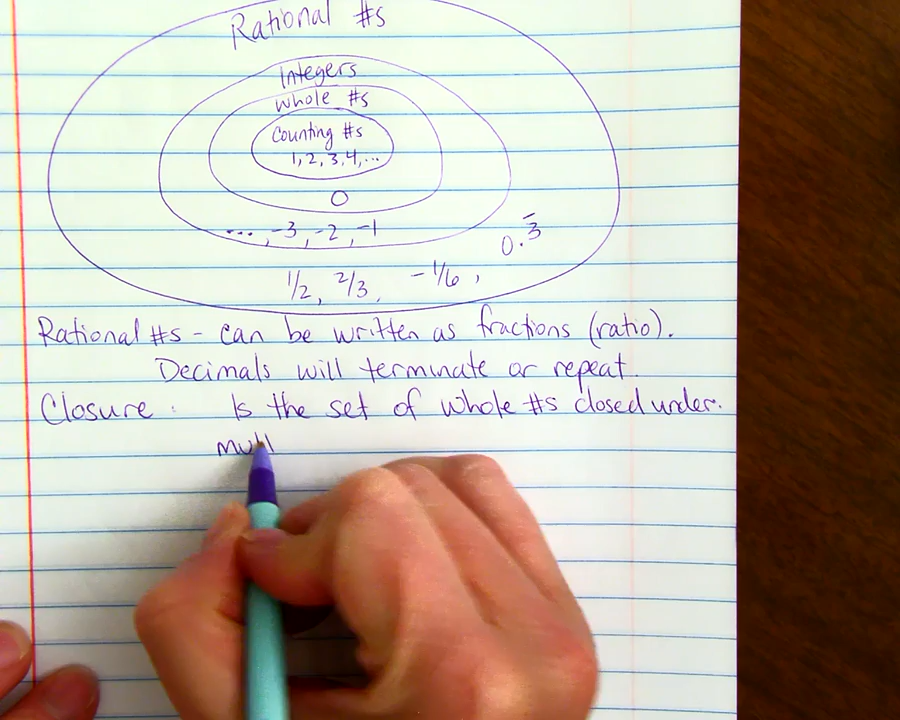 Rational #s
Integers
whole #s
Counting #s
1, 2, 3, 4, ...
0
..., -3, -2, -1
0.3̅
1/2, 2/3, -1/6,
Rational #s - can be written as fractions (ratio).
Decimals will terminate or repeat.
Closure: Is the set of whole #s closed under.
mult